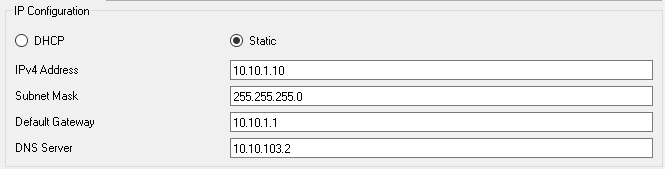 IP Configuration
DHCP Static
IPv4 Address 10.10.1.10
Subnet Mask 255.255.255.0
Default Gateway 10.10.1.1
DNS Server 10.10.103.2